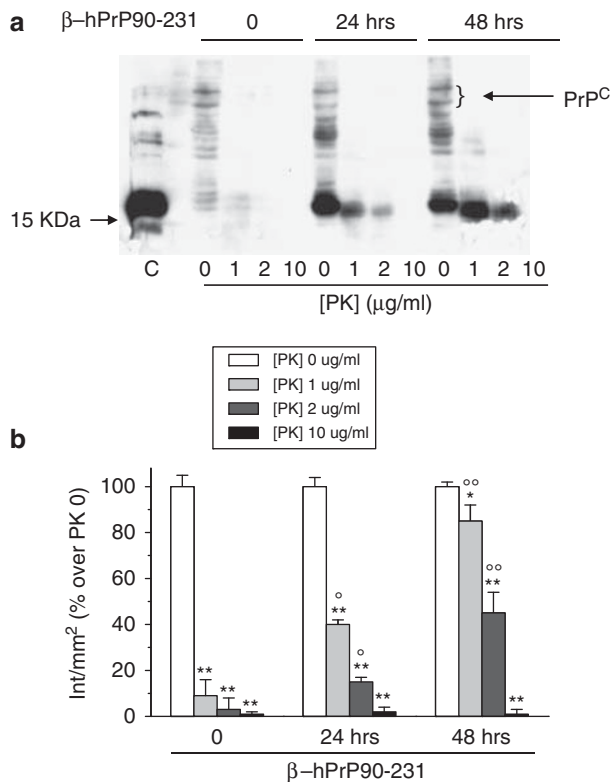 a
β–hPrP90-231 0 24 hrs 48 hrs
PrPC
15 KDa
C 0 1 2 10 0 1 2 10 0 1 2 10
[PK] (μg/ml)
[PK] 0 ug/ml
[PK] 1 ug/ml
[PK] 2 ug/ml
[PK] 10 ug/ml
b
Int/mm² (% over PK 0)
100
80
60
40
20
0
** ** **
° ** ° ** **
°° * °° ** **
0 24 hrs 48 hrs
β–hPrP90-231